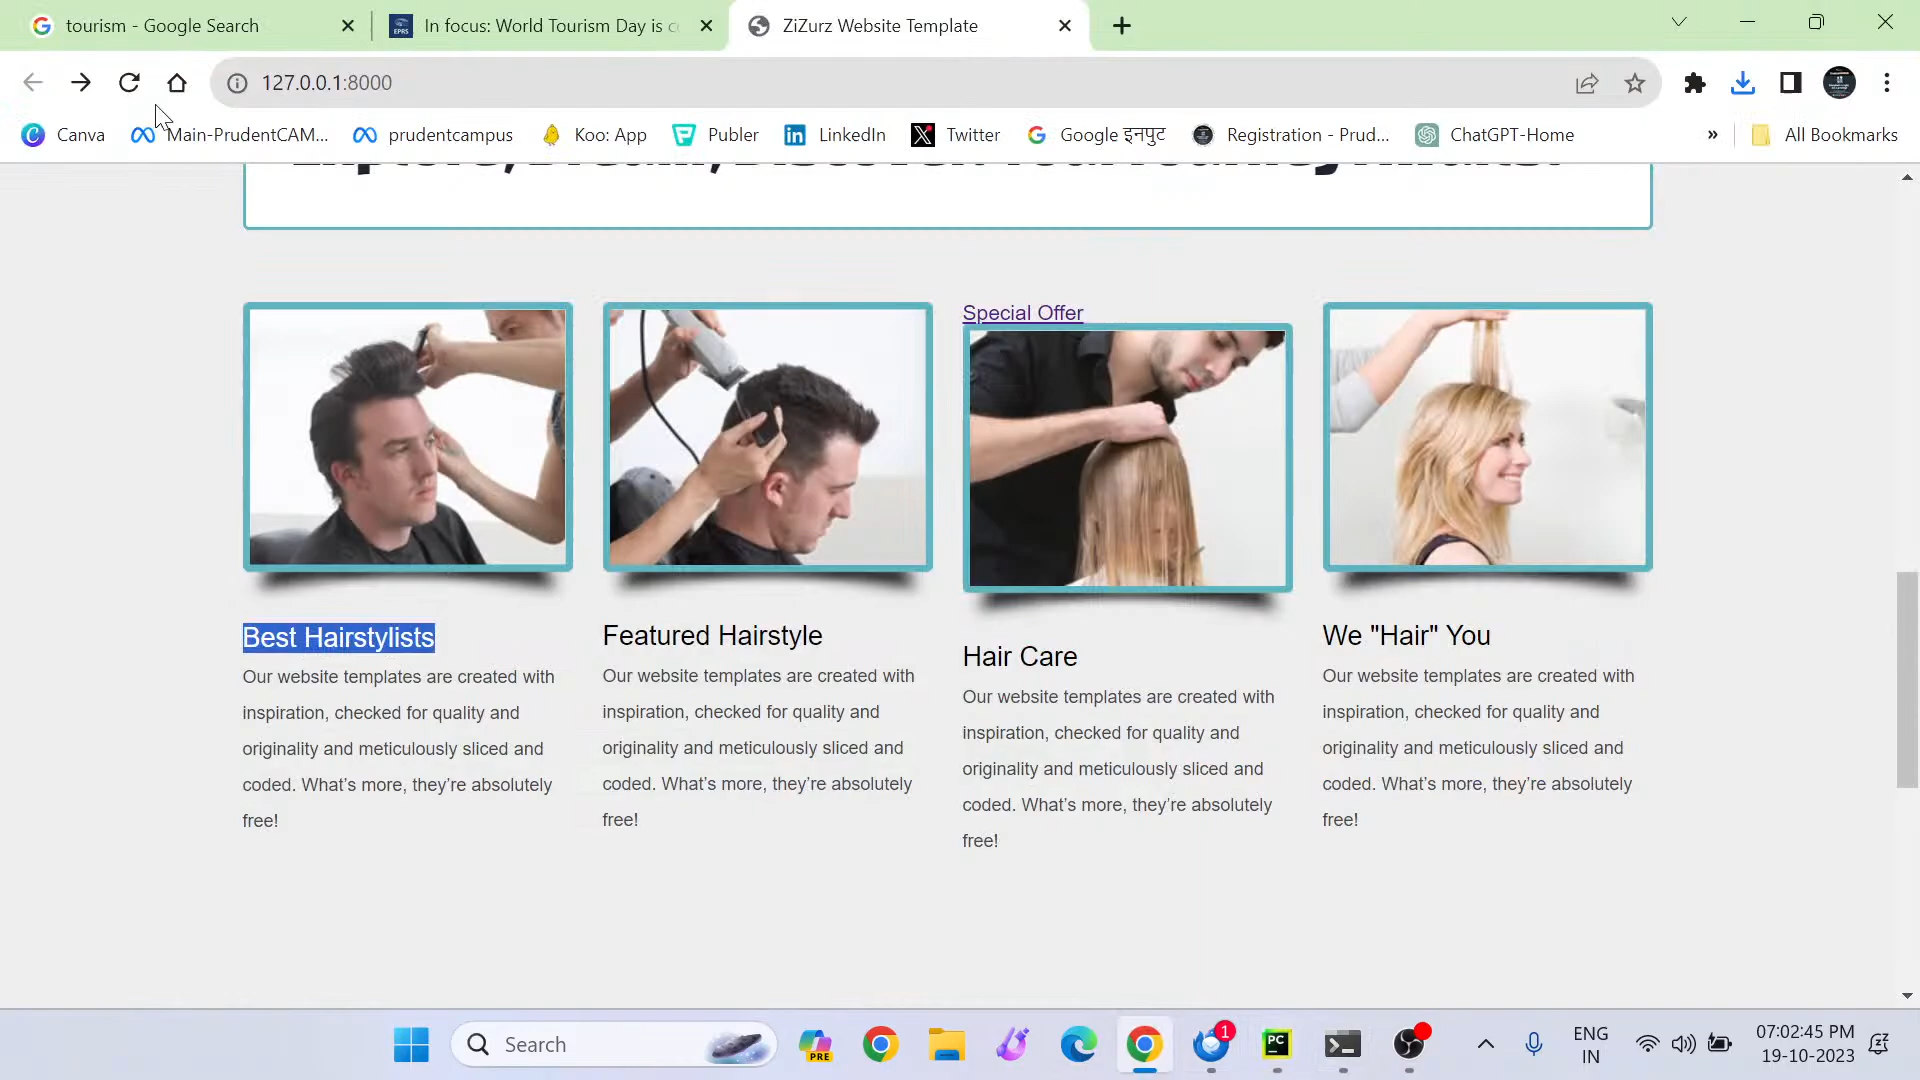 tourism - Google Search
In focus: World Tourism Day is c
ZiZurz Website Template
127.0.0.1:8000
Canva
Main-PrudentCAM...
prudentcampus
Koo: App
Publer
LinkedIn
Twitter
Google इनपुट
Registration - Prud...
ChatGPT-Home
»
All Bookmarks
Special Offer
Best Hairstylists
Our website templates are created with
inspiration, checked for quality and
originality and meticulously sliced and
coded. What's more, they're absolutely
free!
Featured Hairstyle
Our website templates are created with
inspiration, checked for quality and
originality and meticulously sliced and
coded. What's more, they're absolutely
free!
Hair Care
Our website templates are created with
inspiration, checked for quality and
originality and meticulously sliced and
coded. What's more, they're absolutely
free!
We "Hair" You
Our website templates are created with
inspiration, checked for quality and
originality and meticulously sliced and
coded. What's more, they're absolutely
free!
Search
PRE
1
PC
ENG
IN
07:02:45 PM
19-10-2023